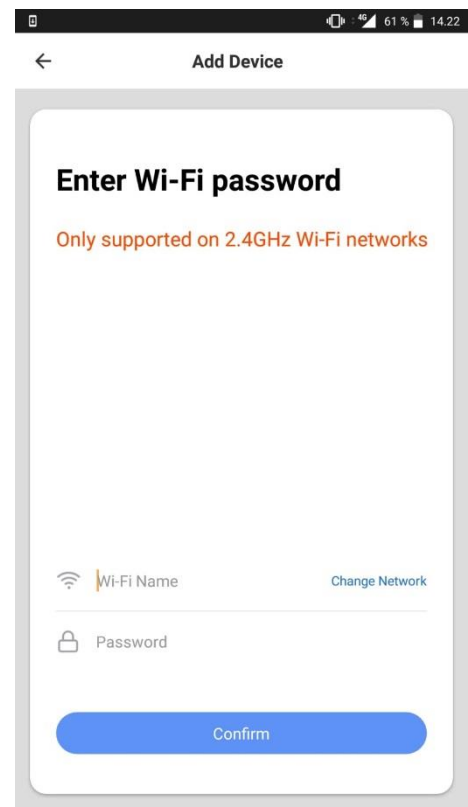 4G 61 % 14.22
Add Device
Enter Wi-Fi password
Only supported on 2.4GHz Wi-Fi networks
Wi-Fi Name Change Network
Password
Confirm